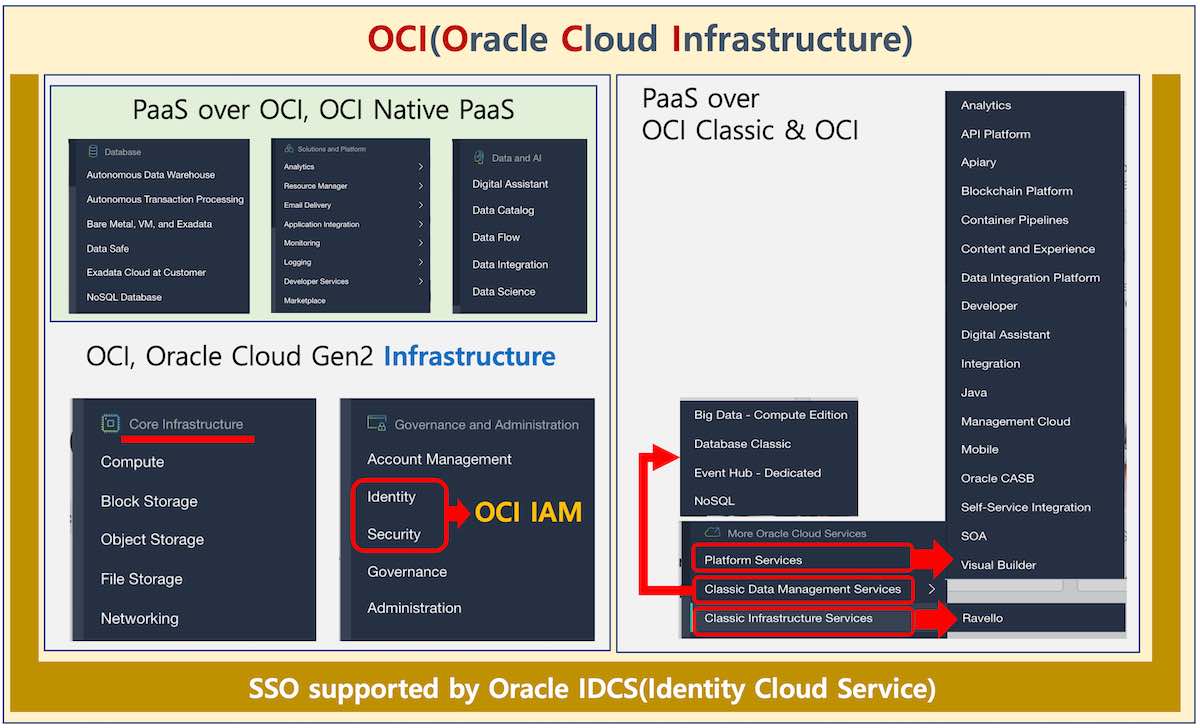 OCI(Oracle Cloud Infrastructure)
PaaS over OCI, OCI Native PaaS
Database
Autonomous Data Warehouse
Autonomous Transaction Processing
Bare Metal, VM, and Exadata
Data Safe
Exadata Cloud at Customer
NoSQL Database
Solutions and Platform
Analytics
Resource Manager
Email Delivery
Application Integration
Monitoring
Logging
Developer Services
Marketplace
Data and AI
Digital Assistant
Data Catalog
Data Flow
Data Integration
Data Science
OCI, Oracle Cloud Gen2 Infrastructure
Core Infrastructure
Compute
Block Storage
Object Storage
File Storage
Networking
Governance and Administration
Account Management
Identity
Security
Governance
Administration
OCI IAM
PaaS over
OCI Classic & OCI
Big Data - Compute Edition
Database Classic
Event Hub - Dedicated
NoSQL
More Oracle Cloud Services
Platform Services
Classic Data Management Services
Classic Infrastructure Services
Analytics
API Platform
Apiary
Blockchain Platform
Container Pipelines
Content and Experience
Data Integration Platform
Developer
Digital Assistant
Integration
Java
Management Cloud
Mobile
Oracle CASB
Self-Service Integration
SOA
Visual Builder
Ravello
SSO supported by Oracle IDCS(Identity Cloud Service)